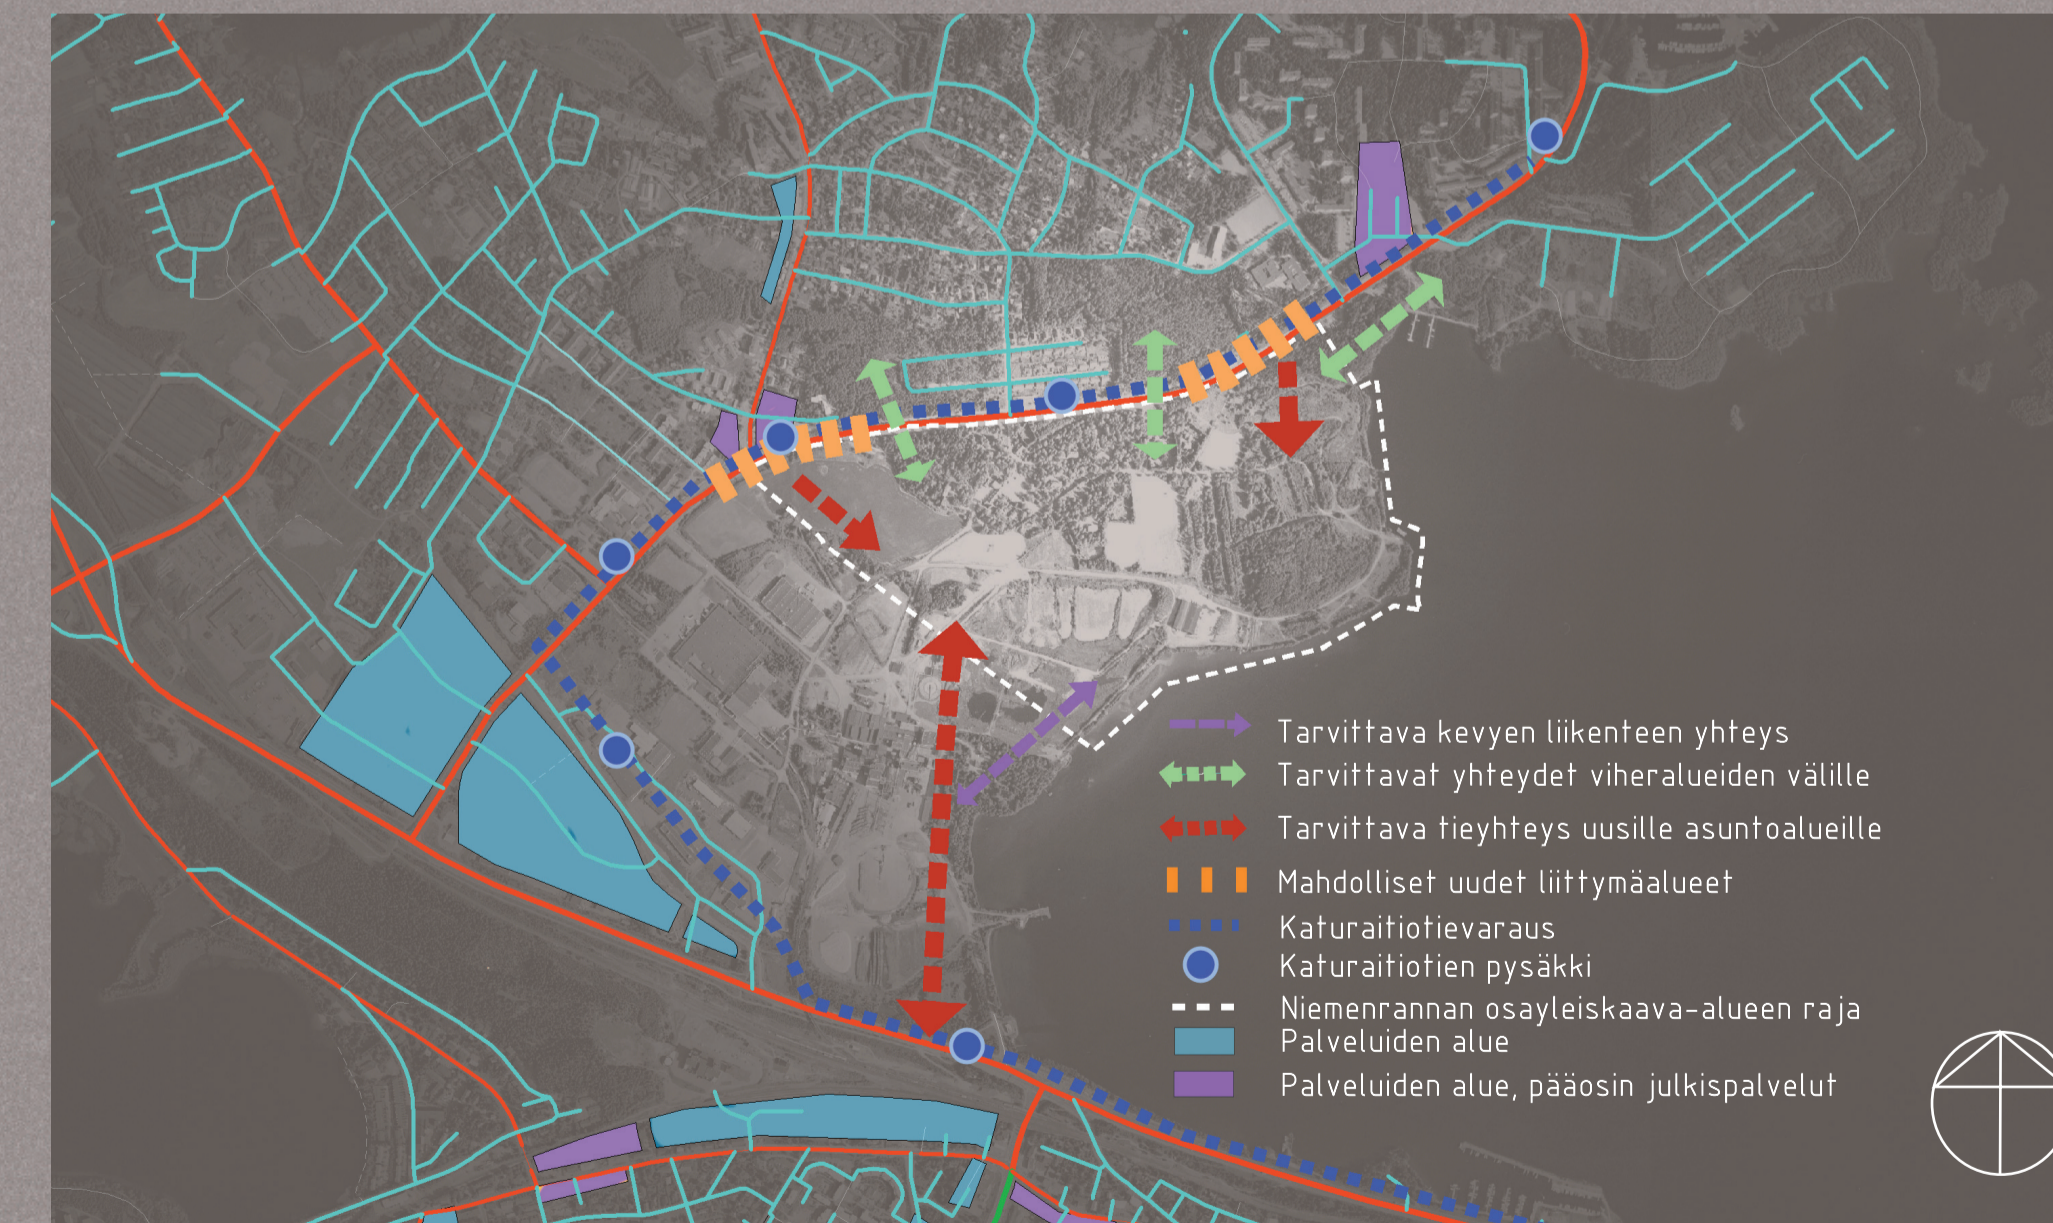 Tarvittava kevyen liikenteen yhteys
Tarvittavat yhteydet viheralueiden välille
Tarvittava tieyhteys uusille asuntoalueille
Mahdolliset uudet liittymäalueet
Katuraitiotievaraus
Katuraitiotien pysäkki
Niemenrannan osayleiskaava-alueen raja
Palveluiden alue
Palveluiden alue, pääosin julkispalvelut